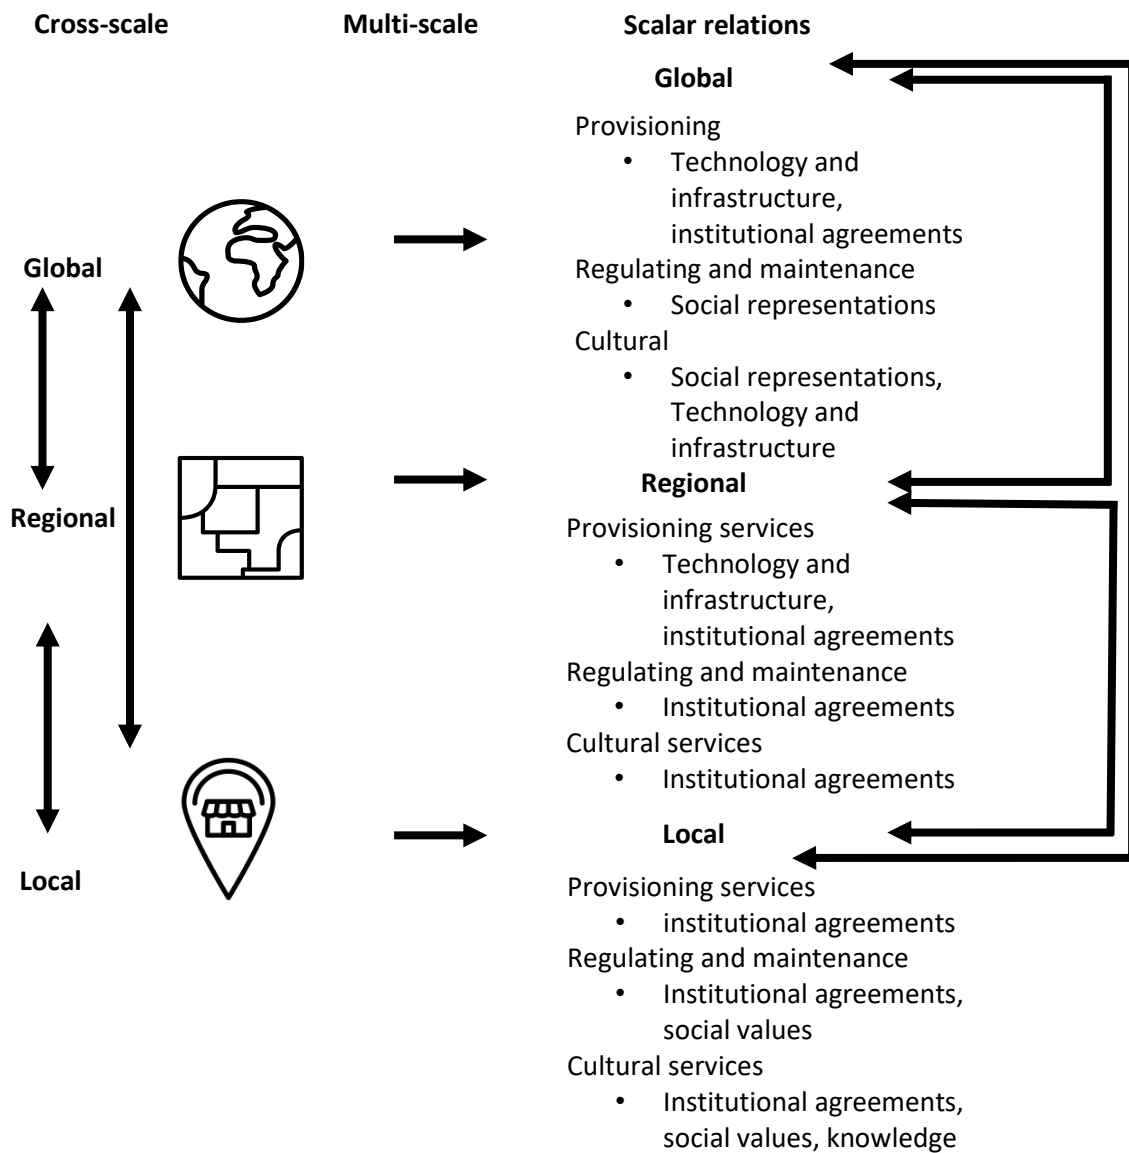 Cross-scale
Multi-scale
Scalar relations
Global
Regional
Local
Global
Provisioning
• Technology and
infrastructure,
institutional agreements
Regulating and maintenance
• Social representations
Cultural
• Social representations,
Technology and
infrastructure
Regional
Provisioning services
• Technology and
infrastructure,
institutional agreements
Regulating and maintenance
• Institutional agreements
Cultural services
• Institutional agreements
Local
Provisioning services
• institutional agreements
Regulating and maintenance
• Institutional agreements,
social values
Cultural services
• Institutional agreements,
social values, knowledge